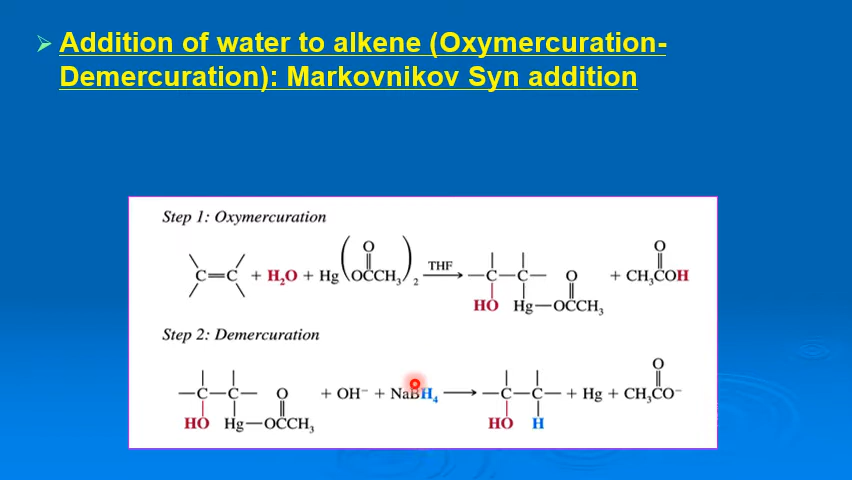 ➢ Addition of water to alkene (Oxymercuration-
Demercuration): Markovnikov Syn addition
Step 1: Oxymercuration
C=C + H₂O + Hg(OCCH₃)₂ THF —C—C— + CH₃COH
O O O
HO Hg—OCCH₃
Step 2: Demercuration
—C—C— O + OH⁻ + NaBH₄ ⟶ —C—C— + Hg + CH₃CO⁻
O
HO Hg—OCCH₃ HO H